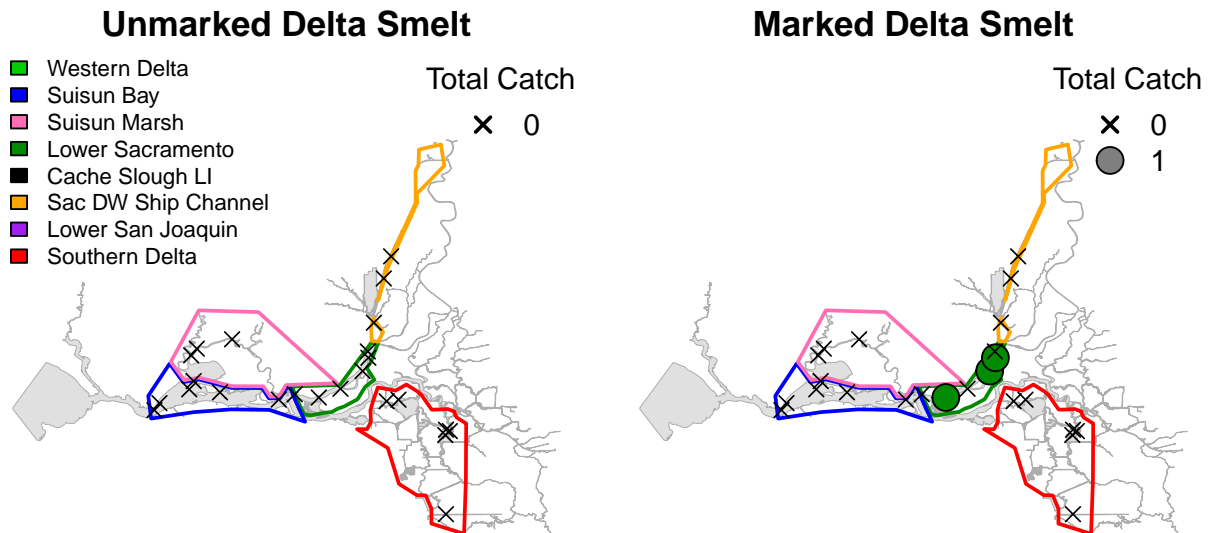 Unmarked Delta Smelt
Western Delta
Suisun Bay
Suisun Marsh
Lower Sacramento
Cache Slough LI
Sac DW Ship Channel
Lower San Joaquin
Southern Delta
Total Catch
0
Marked Delta Smelt
Total Catch
0
1